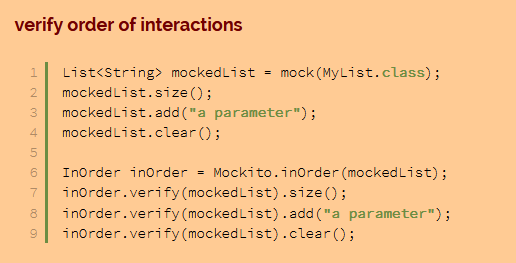 verify order of interactions
1 List<String> mockedList = mock(MyList.class);
2 mockedList.size();
3 mockedList.add("a parameter");
4 mockedList.clear();
5
6 InOrder inOrder = Mockito.inOrder(mockedList);
7 inOrder.verify(mockedList).size();
8 inOrder.verify(mockedList).add("a parameter");
9 inOrder.verify(mockedList).clear();